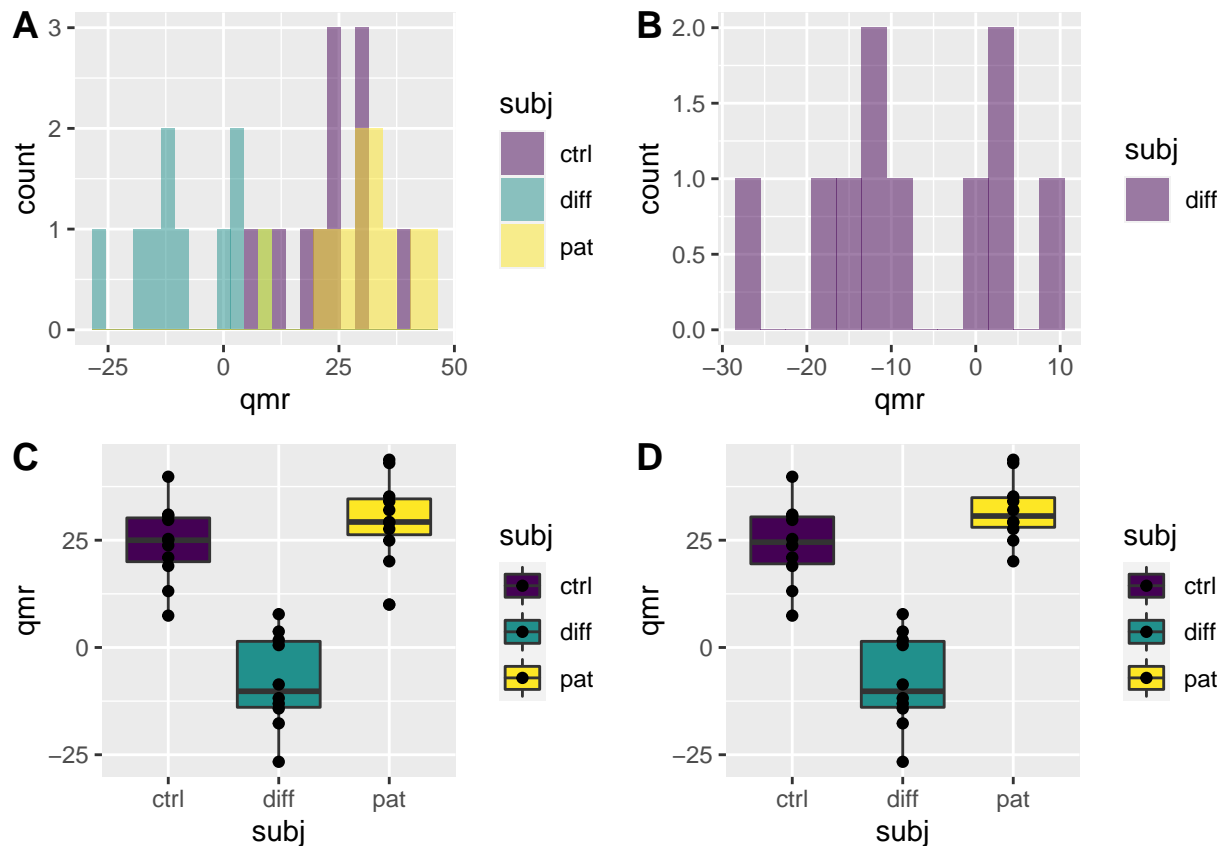 A
3
2
1
0
count
−25
0
25
50
qmr
subj
ctrl
diff
pat
B
2.0
1.5
1.0
0.5
0.0
count
−30
−20
−10
0
10
qmr
subj
diff
C
25
0
−25
qmr
ctrl
diff
pat
subj
subj
ctrl
diff
pat
D
25
0
−25
qmr
ctrl
diff
pat
subj
subj
ctrl
diff
pat